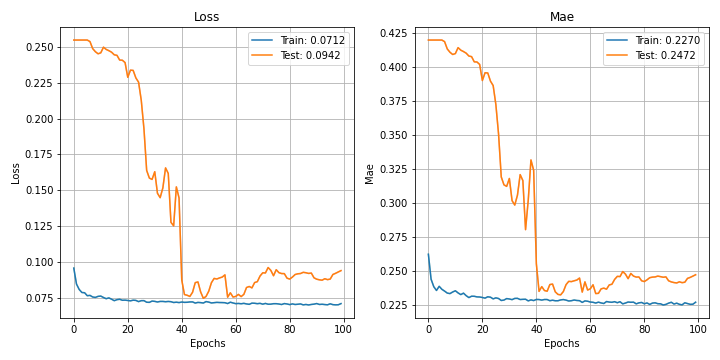 Loss
Train: 0.0712
Test: 0.0942
0.250
0.225
0.200
0.175
0.150
0.125
0.100
0.075
Loss
0 20 40 60 80 100
Epochs
Mae
Train: 0.2270
Test: 0.2472
0.425
0.400
0.375
0.350
0.325
0.300
0.275
0.250
0.225
Mae
0 20 40 60 80 100
Epochs